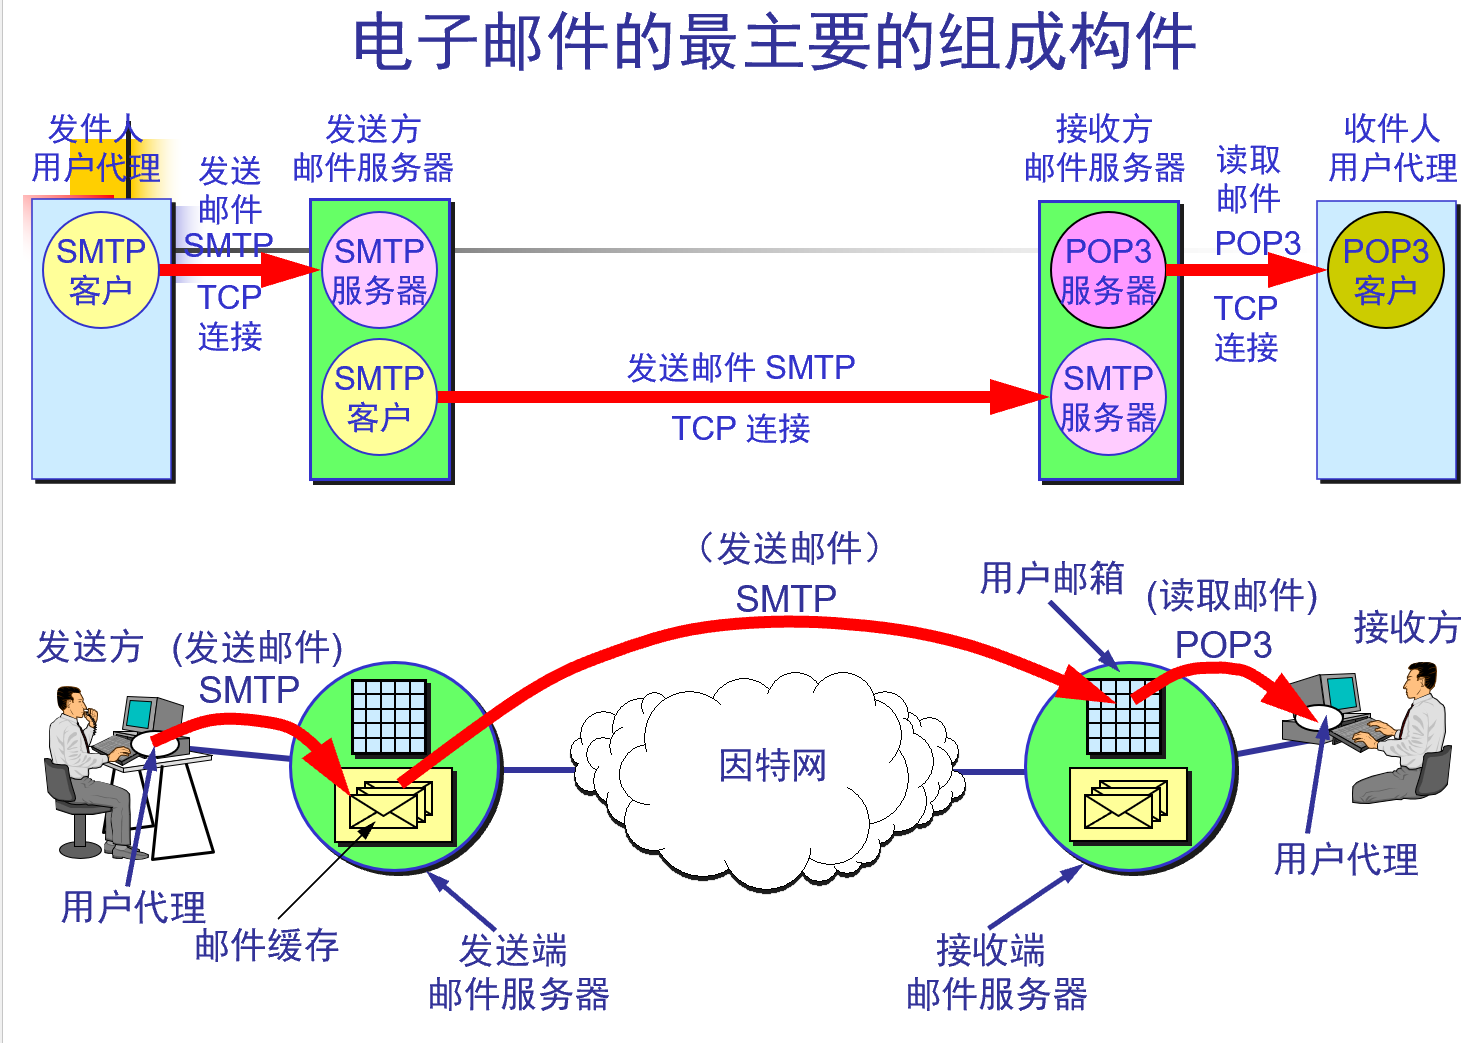 电子邮件的最主要的组成构件
发件人
用户代理
发送
邮件
SMTP
TCP
连接
发送方
邮件服务器
接收方
邮件服务器
读取
邮件
POP3
TCP
连接
收件人
用户代理
SMTP
客户
SMTP
服务器
POP3
服务器
POP3
客户
SMTP
客户
发送邮件 SMTP
TCP 连接
SMTP
服务器
（发送邮件）
SMTP
用户邮箱
(读取邮件)
POP3
接收方
发送方
(发送邮件)
SMTP
因特网
用户代理
用户代理
邮件缓存
发送端
邮件服务器
接收端
邮件服务器